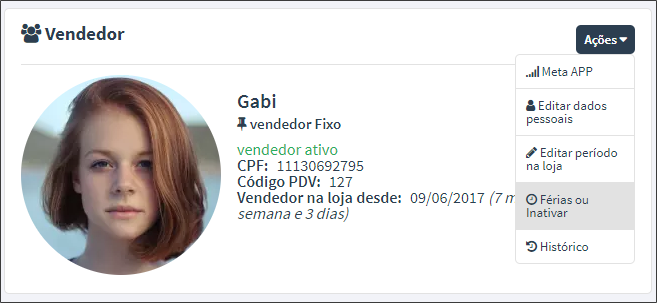 Vendedor
Ações
Gabi
vendedor Fixo
vendedor ativo
CPF: 11130692795
Código PDV: 127
Vendedor na loja desde: 09/06/2017 (7 m
semana e 3 dias)
Meta APP
Editar dados
pessoais
Editar período
na loja
Férias ou
Inativar
Histórico